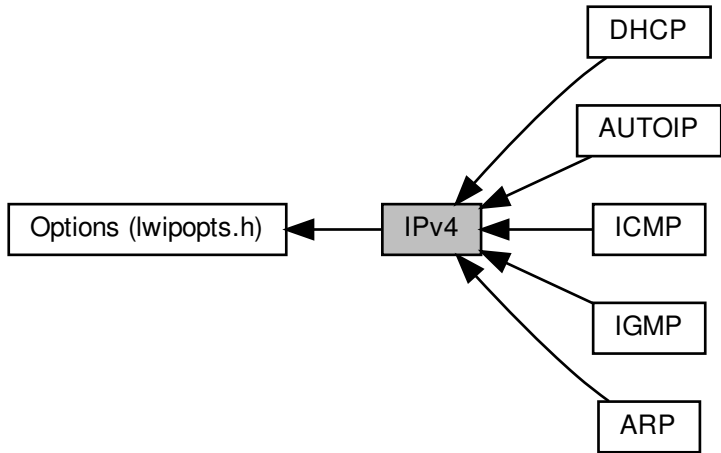 DHCP
AUTOIP
Options (lwipopts.h)
IPv4
ICMP
IGMP
ARP